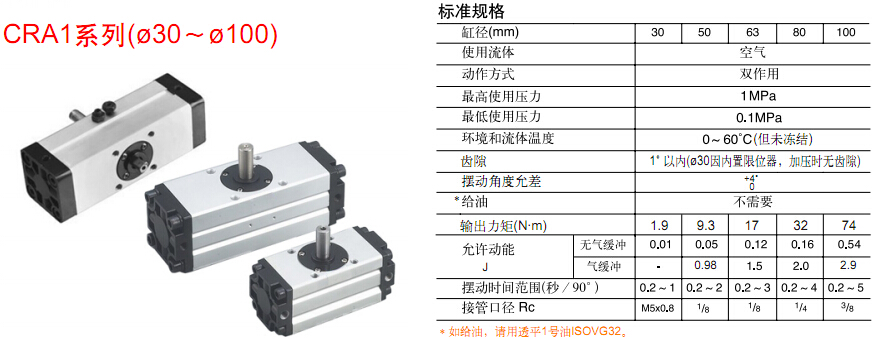 CRA1系列(ø30～ø100)
标准规格
缸径(mm) 30 50 63 80 100
使用流体 空气
动作方式 双作用
最高使用压力 1MPa
最低使用压力 0.1MPa
环境和流体温度 0～60°C(但未冻结)
齿隙 1°以内(ø30因内置限位器，加压时无齿隙)
摆动角度允差 +4° 0
*给油 不需要
输出力矩(N·m) 1.9 9.3 17 32 74
允许动能 J 无气缓冲 0.01 0.05 0.12 0.16 0.54
气缓冲 - 0.98 1.5 2.0 2.9
摆动时间范围(秒／90°) 0.2～1 0.2～2 0.2～3 0.2～4 0.2～5
接管口径 Rc M5x0.8 1/8 1/8 1/4 3/8
*如给油，请用透平1号油ISOVG32。